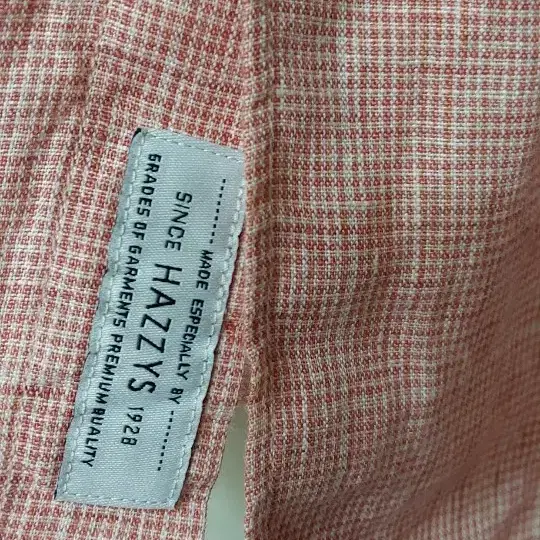 .......... MADE ESPECIALLY BY ..........
SINCE HAZZYS 1928
GRADES OF GARMENTS PREMIUM QUALITY